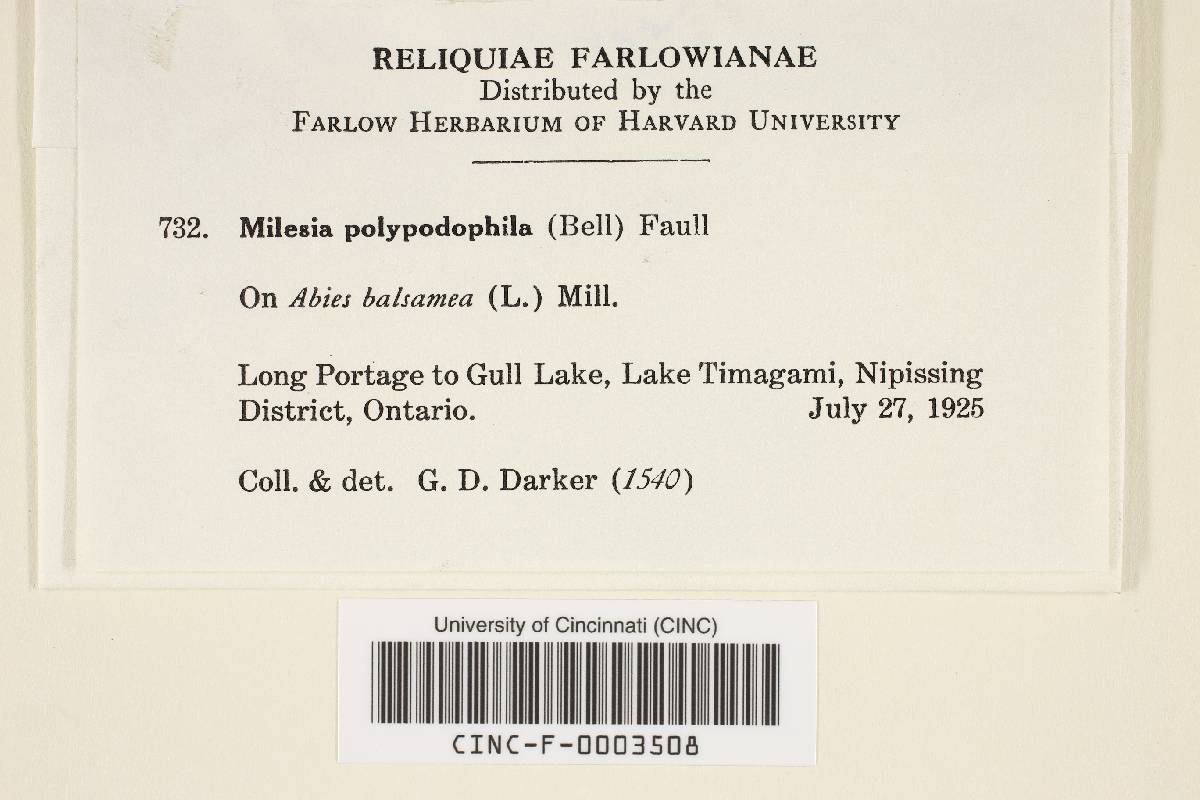 RELIQUIAE FARLOWIANAE
Distributed by the
FARLOW HERBARIUM OF HARVARD UNIVERSITY
732. Milesia polypodophila (Bell) Faull
On Abies balsamea (L.) Mill.
Long Portage to Gull Lake, Lake Timagami, Nipissing
District, Ontario. July 27, 1925
Coll. & det. G. D. Darker (1540)
University of Cincinnati (CINC)
CINC-F-0003508